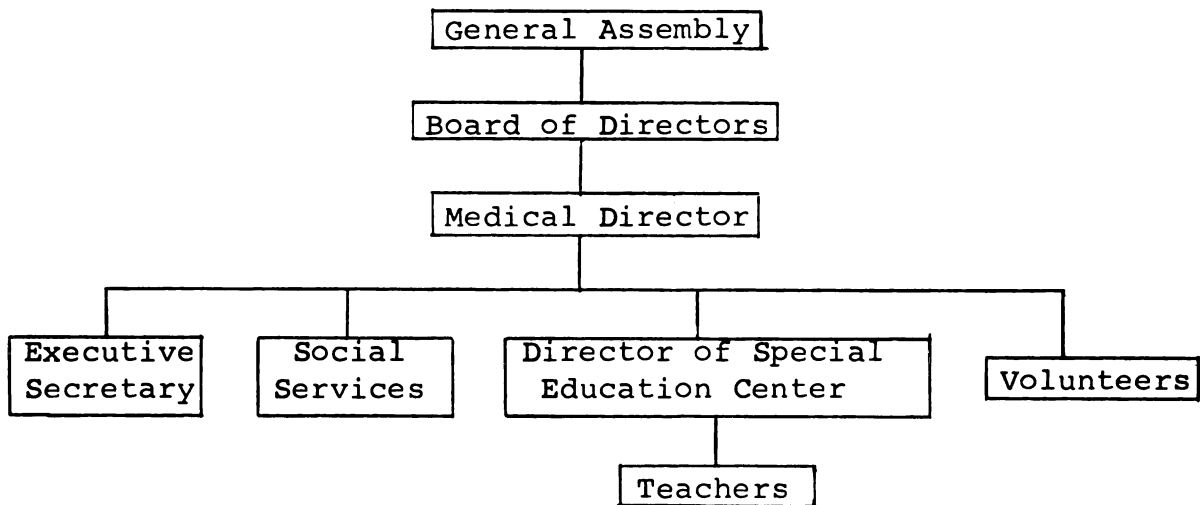 General Assembly
Board of Directors
Medical Director
Executive
Secretary
Social
Services
Director of Special
Education Center
Volunteers
Teachers